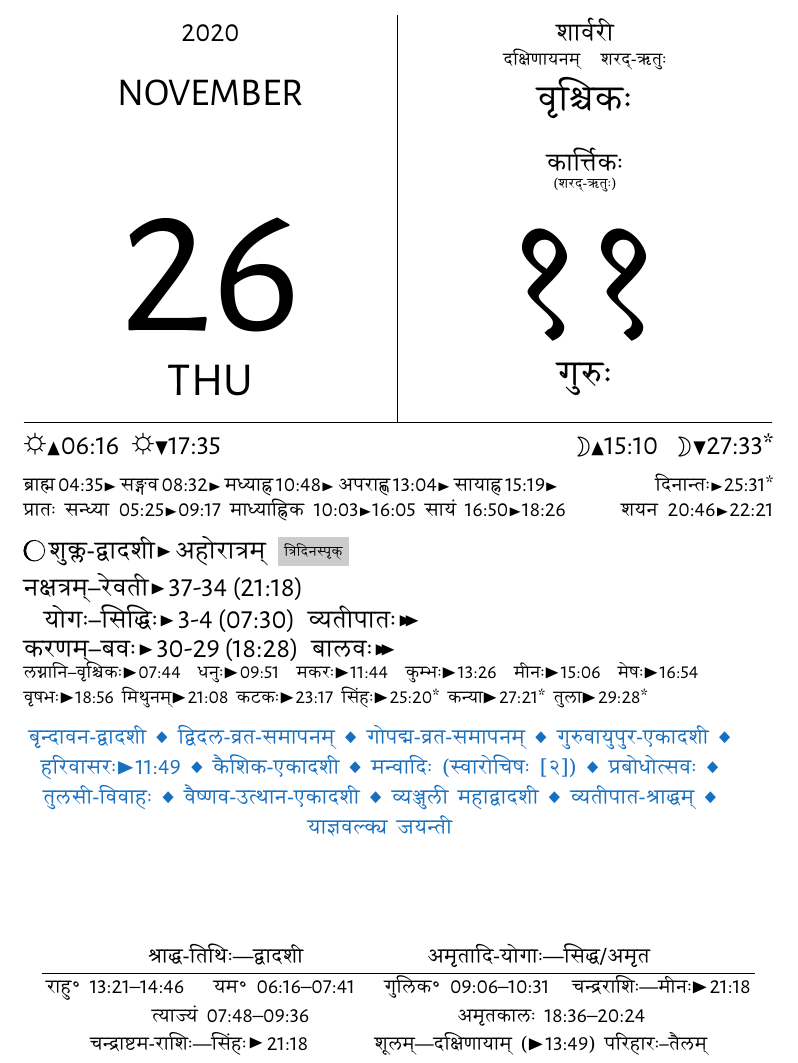 2020
NOVEMBER
26
THU
शार्वरी
दक्षिणायनम् शरद्-ऋतुः
वृश्चिकः
कार्त्तिकः
(शरद्-ऋतुः)
११
गुरुः
☼▲06:16 ☼▼17:35 ☽▲15:10 ☽▼27:33*
ब्राह्म 04:35► सङ्गव 08:32► मध्याह्न 10:48► अपराह्ण 13:04► सायाह्न 15:19► दिनान्तः►25:31*
प्रातः सन्ध्या 05:25►09:17 माध्याह्निक 10:03►16:05 सायं 16:50►18:26 शयन 20:46►22:21
शुक्ल-द्वादशी► अहोरात्रम् त्रिदिनस्पृक्
नक्षत्रम्–रेवती►37-34 (21:18)
योगः–सिद्धिः►3-4 (07:30) व्यतीपातः►►
करणम्–बवः►30-29 (18:28) बालवः►►
लग्नानि–वृश्चिकः►07:44 धनुः►09:51 मकरः►11:44 कुम्भः►13:26 मीनः►15:06 मेषः►16:54
वृषभः►18:56 मिथुनम्►21:08 कटकः►23:17 सिंहः►25:20* कन्या►27:21* तुला►29:28*
बृन्दावन-द्वादशी ◆ द्विदल-व्रत-समापनम् ◆ गोपद्म-व्रत-समापनम् ◆ गुरुवायुपुर-एकादशी ◆
हरिवासरः►11:49 ◆ कैशिक-एकादशी ◆ मन्वादिः (स्वारोचिषः [२]) ◆ प्रबोधोत्सवः ◆
तुलसी-विवाहः ◆ वैष्णव-उत्थान-एकादशी ◆ व्यञ्जुली महाद्वादशी ◆ व्यतीपात-श्राद्धम् ◆
याज्ञवल्क्य जयन्ती
श्राद्ध-तिथिः—द्वादशी अमृतादि-योगाः—सिद्ध/अमृत
राहु॰ 13:21–14:46 यम॰ 06:16–07:41 गुलिक॰ 09:06–10:31 चन्द्रराशिः—मीनः►21:18
त्याज्यं 07:48–09:36 अमृतकालः 18:36–20:24
चन्द्राष्टम-राशिः—सिंहः►21:18 शूलम्—दक्षिणायाम् (►13:49) परिहारः–तैलम्